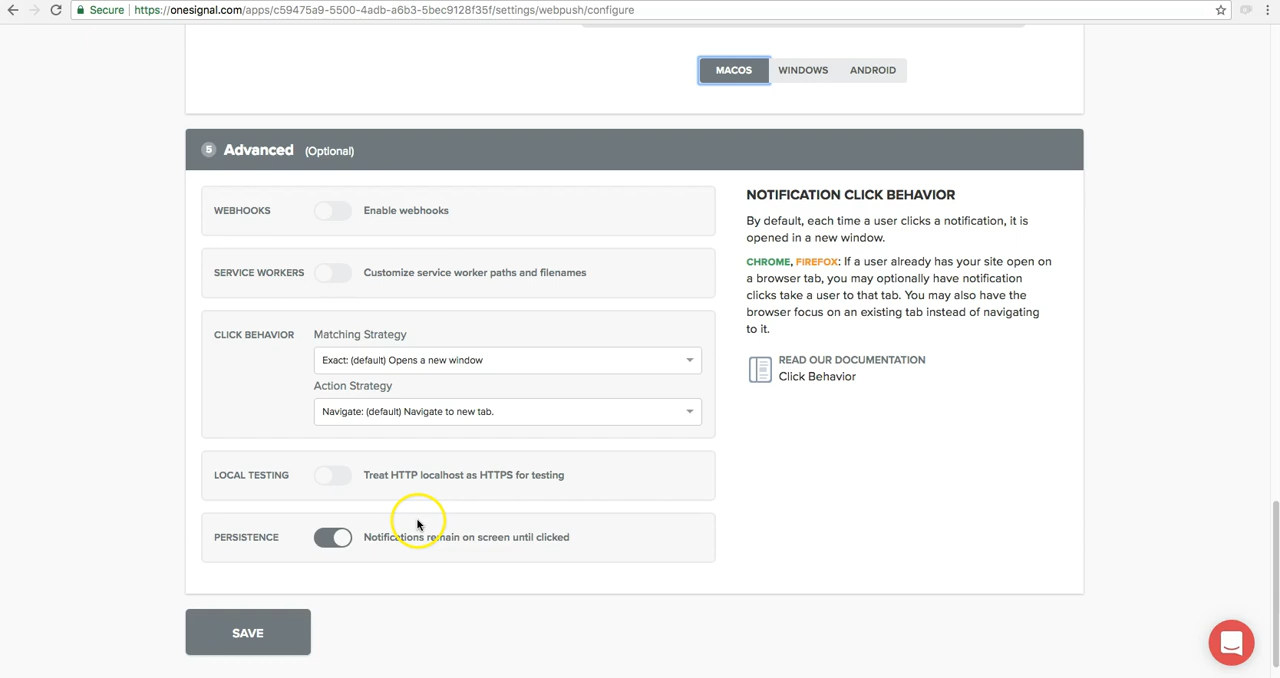 Secure https://onesignal.com/apps/c59475a9-5500-4adb-a6b3-5bec9128f35f/settings/webpush/configure
MACOS WINDOWS ANDROID
5 Advanced (Optional)
WEBHOOKS Enable webhooks
SERVICE WORKERS Customize service worker paths and filenames
CLICK BEHAVIOR Matching Strategy
Exact: (default) Opens a new window
Action Strategy
Navigate: (default) Navigate to new tab.
LOCAL TESTING Treat HTTP localhost as HTTPS for testing
PERSISTENCE Notifications remain on screen until clicked
SAVE
NOTIFICATION CLICK BEHAVIOR
By default, each time a user clicks a notification, it is
opened in a new window.
CHROME, FIREFOX: If a user already has your site open on
a browser tab, you may optionally have notification
clicks take a user to that tab. You may also have the
browser focus on an existing tab instead of navigating
to it.
READ OUR DOCUMENTATION
Click Behavior